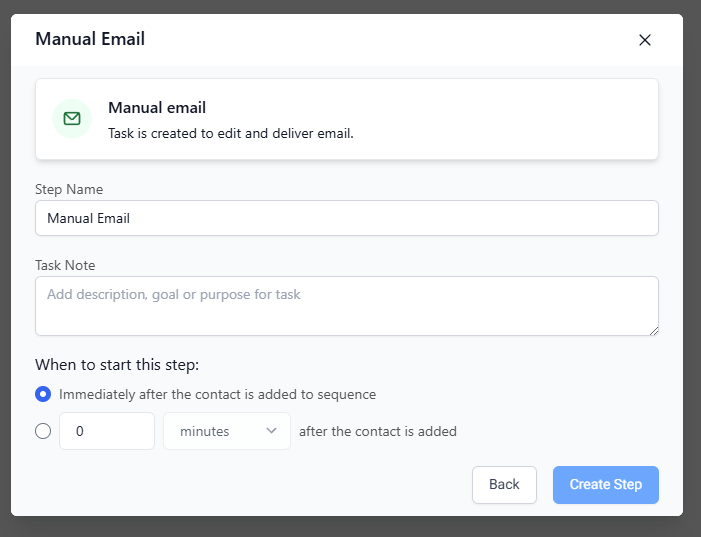 Manual Email
Manual email
Task is created to edit and deliver email.
Step Name
Manual Email
Task Note
Add description, goal or purpose for task
When to start this step:
Immediately after the contact is added to sequence
0 minutes after the contact is added
Back Create Step